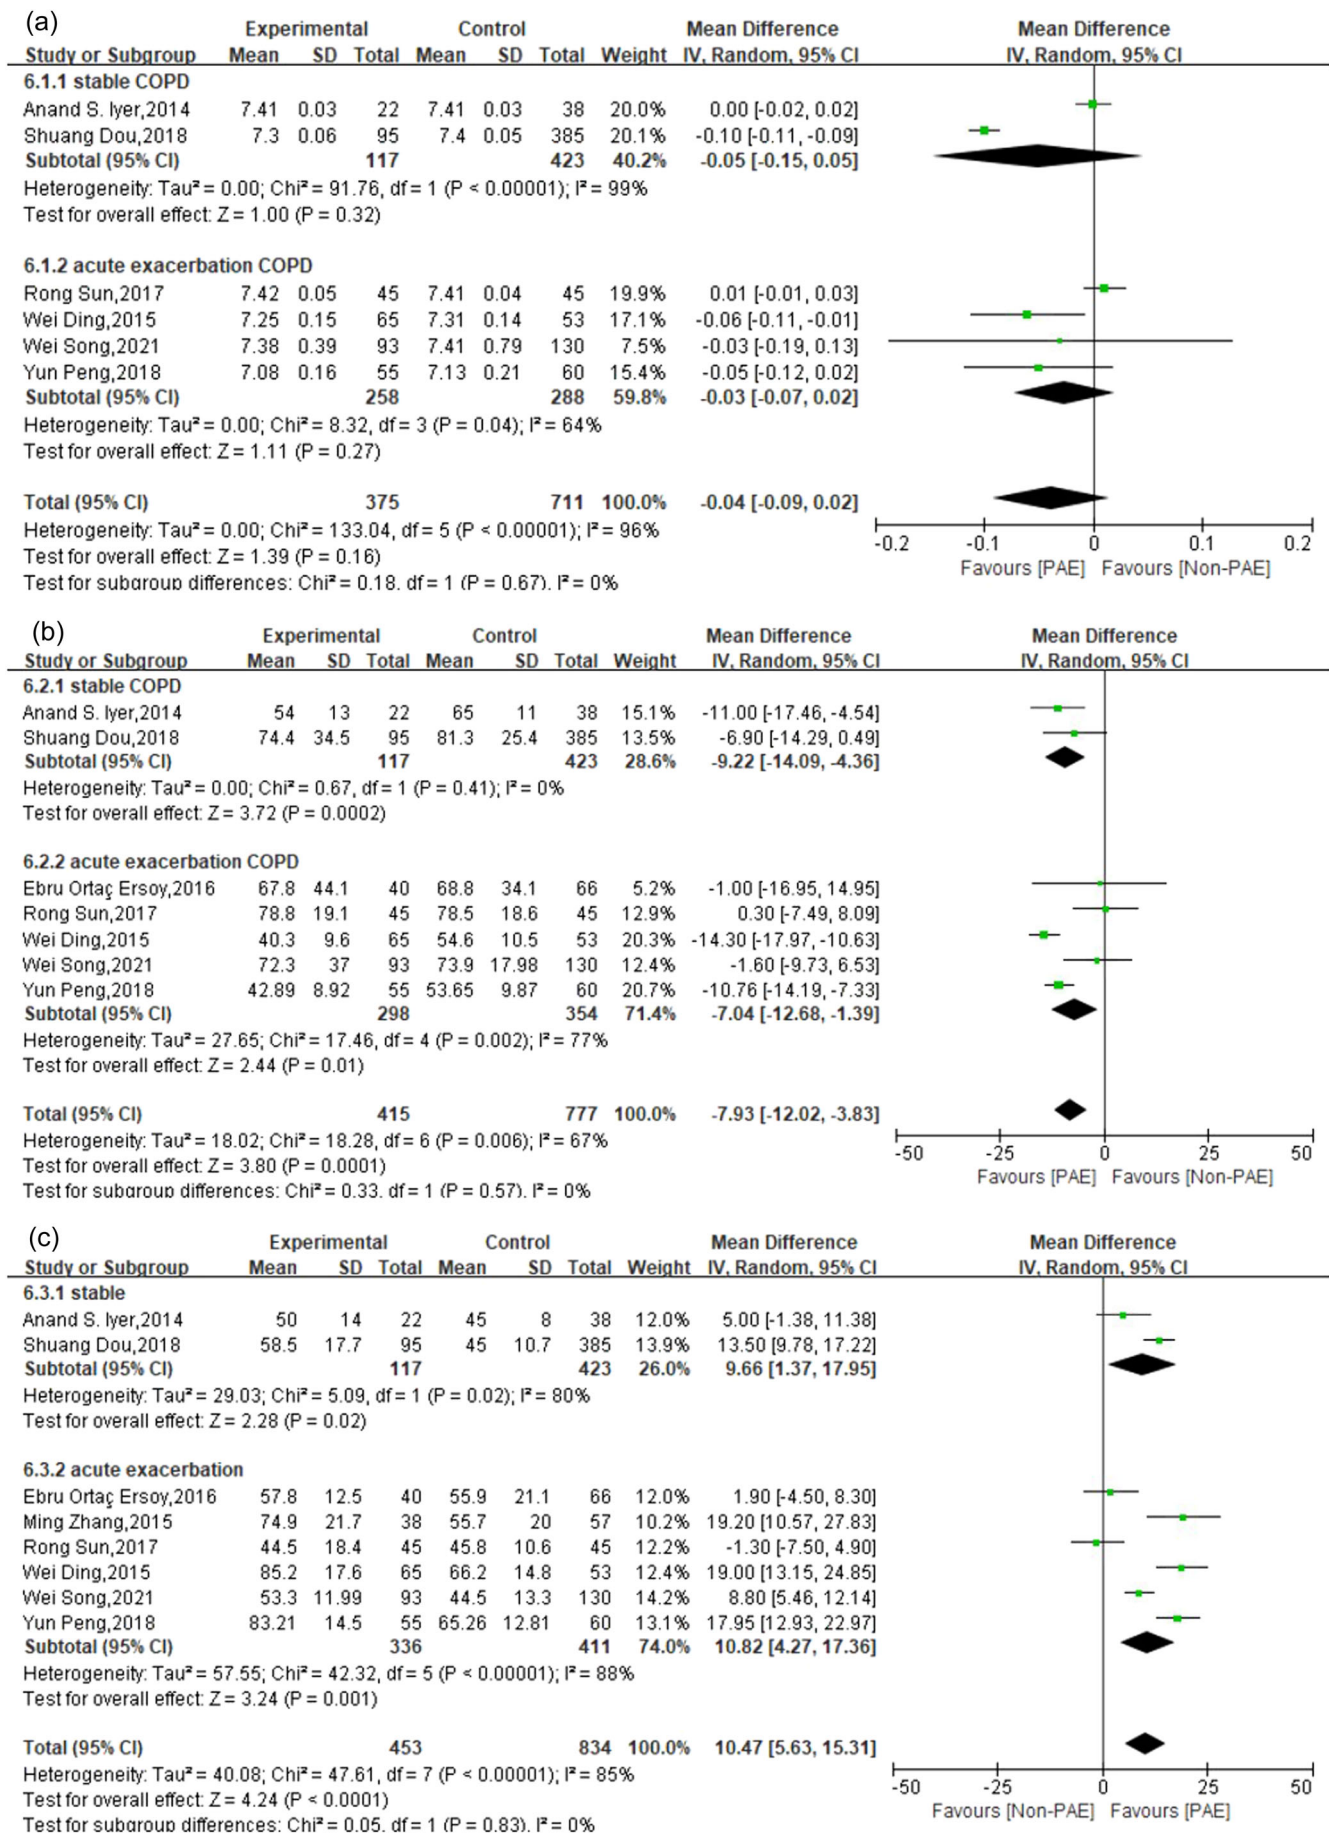 (a)
Experimental Control Mean Difference Mean Difference
Study or Subgroup Mean SD Total Mean SD Total Weight IV, Random, 95% CI IV, Random, 95% CI
6.1.1 stable COPD
Anand S. Iyer,2014 7.41 0.03 22 7.41 0.03 38 20.0% 0.00 [-0.02, 0.02]
Shuang Dou,2018 7.3 0.06 95 7.4 0.05 385 20.1% -0.10 [-0.11, -0.09]
Subtotal (95% CI) 117 423 40.2% -0.05 [-0.15, 0.05]
Heterogeneity: Tau² = 0.00; Chi² = 91.76, df = 1 (P < 0.00001); I² = 99%
Test for overall effect: Z = 1.00 (P = 0.32)
6.1.2 acute exacerbation COPD
Rong Sun,2017 7.42 0.05 45 7.41 0.04 45 19.9% 0.01 [-0.01, 0.03]
Wei Ding,2015 7.25 0.15 65 7.31 0.14 53 17.1% -0.06 [-0.11, -0.01]
Wei Song,2021 7.38 0.39 93 7.41 0.79 130 7.5% -0.03 [-0.19, 0.13]
Yun Peng,2018 7.08 0.16 55 7.13 0.21 60 15.4% -0.05 [-0.12, 0.02]
Subtotal (95% CI) 258 288 59.8% -0.03 [-0.07, 0.02]
Heterogeneity: Tau² = 0.00; Chi² = 8.32, df = 3 (P = 0.04); I² = 64%
Test for overall effect: Z = 1.11 (P = 0.27)
Total (95% CI) 375 711 100.0% -0.04 [-0.09, 0.02]
Heterogeneity: Tau² = 0.00; Chi² = 133.04, df = 5 (P < 0.00001); I² = 96%
Test for overall effect: Z = 1.39 (P = 0.16)
Test for subgroup differences: Chi² = 0.18. df = 1 (P = 0.67). I² = 0%
-0.2 -0.1 0 0.1 0.2
Favours [PAE] Favours [Non-PAE]
(b)
Experimental Control Mean Difference Mean Difference
Study or Subgroup Mean SD Total Mean SD Total Weight IV, Random, 95% CI IV, Random, 95% CI
6.2.1 stable COPD
Anand S. Iyer,2014 54 13 22 65 11 38 15.1% -11.00 [-17.46, -4.54]
Shuang Dou,2018 74.4 34.5 95 81.3 25.4 385 13.5% -6.90 [-14.29, 0.49]
Subtotal (95% CI) 117 423 28.6% -9.22 [-14.09, -4.36]
Heterogeneity: Tau² = 0.00; Chi² = 0.67, df = 1 (P = 0.41); I² = 0%
Test for overall effect: Z = 3.72 (P = 0.0002)
6.2.2 acute exacerbation COPD
Ebru Ortaç Ersoy,2016 67.8 44.1 40 68.8 34.1 66 5.2% -1.00 [-16.95, 14.95]
Rong Sun,2017 78.8 19.1 45 78.5 18.6 45 12.9% 0.30 [-7.49, 8.09]
Wei Ding,2015 40.3 9.6 65 54.6 10.5 53 20.3% -14.30 [-17.97, -10.63]
Wei Song,2021 72.3 37 93 73.9 17.98 130 12.4% -1.60 [-9.73, 6.53]
Yun Peng,2018 42.89 8.92 55 53.65 9.87 60 20.7% -10.76 [-14.19, -7.33]
Subtotal (95% CI) 298 354 71.4% -7.04 [-12.68, -1.39]
Heterogeneity: Tau² = 27.65; Chi² = 17.46, df = 4 (P = 0.002); I² = 77%
Test for overall effect: Z = 2.44 (P = 0.01)
Total (95% CI) 415 777 100.0% -7.93 [-12.02, -3.83]
Heterogeneity: Tau² = 18.02; Chi² = 18.28, df = 6 (P = 0.006); I² = 67%
Test for overall effect: Z = 3.80 (P = 0.0001)
Test for subgroup differences: Chi² = 0.33. df = 1 (P = 0.57). I² = 0%
-50 -25 0 25 50
Favours [PAE] Favours [Non-PAE]
(c)
Experimental Control Mean Difference Mean Difference
Study or Subgroup Mean SD Total Mean SD Total Weight IV, Random, 95% CI IV, Random, 95% CI
6.3.1 stable
Anand S. Iyer,2014 50 14 22 45 8 38 12.0% 5.00 [-1.38, 11.38]
Shuang Dou,2018 58.5 17.7 95 45 10.7 385 13.9% 13.50 [9.78, 17.22]
Subtotal (95% CI) 117 423 26.0% 9.66 [1.37, 17.95]
Heterogeneity: Tau² = 29.03; Chi² = 5.09, df = 1 (P = 0.02); I² = 80%
Test for overall effect: Z = 2.28 (P = 0.02)
6.3.2 acute exacerbation
Ebru Ortaç Ersoy,2016 57.8 12.5 40 55.9 21.1 66 12.0% 1.90 [-4.50, 8.30]
Ming Zhang,2015 74.9 21.7 38 55.7 20 57 10.2% 19.20 [10.57, 27.83]
Rong Sun,2017 44.5 18.4 45 45.8 10.6 45 12.2% -1.30 [-7.50, 4.90]
Wei Ding,2015 85.2 17.6 65 66.2 14.8 53 12.4% 19.00 [13.15, 24.85]
Wei Song,2021 53.3 11.99 93 44.5 13.3 130 14.2% 8.80 [5.46, 12.14]
Yun Peng,2018 83.21 14.5 55 65.26 12.81 60 13.1% 17.95 [12.93, 22.97]
Subtotal (95% CI) 336 411 74.0% 10.82 [4.27, 17.36]
Heterogeneity: Tau² = 57.55; Chi² = 42.32, df = 5 (P < 0.00001); I² = 88%
Test for overall effect: Z = 3.24 (P = 0.001)
Total (95% CI) 453 834 100.0% 10.47 [5.63, 15.31]
Heterogeneity: Tau² = 40.08; Chi² = 47.61, df = 7 (P < 0.00001); I² = 85%
Test for overall effect: Z = 4.24 (P < 0.0001)
Test for subgroup differences: Chi² = 0.05. df = 1 (P = 0.83). I² = 0%
-50 -25 0 25 50
Favours [Non-PAE] Favours [PAE]